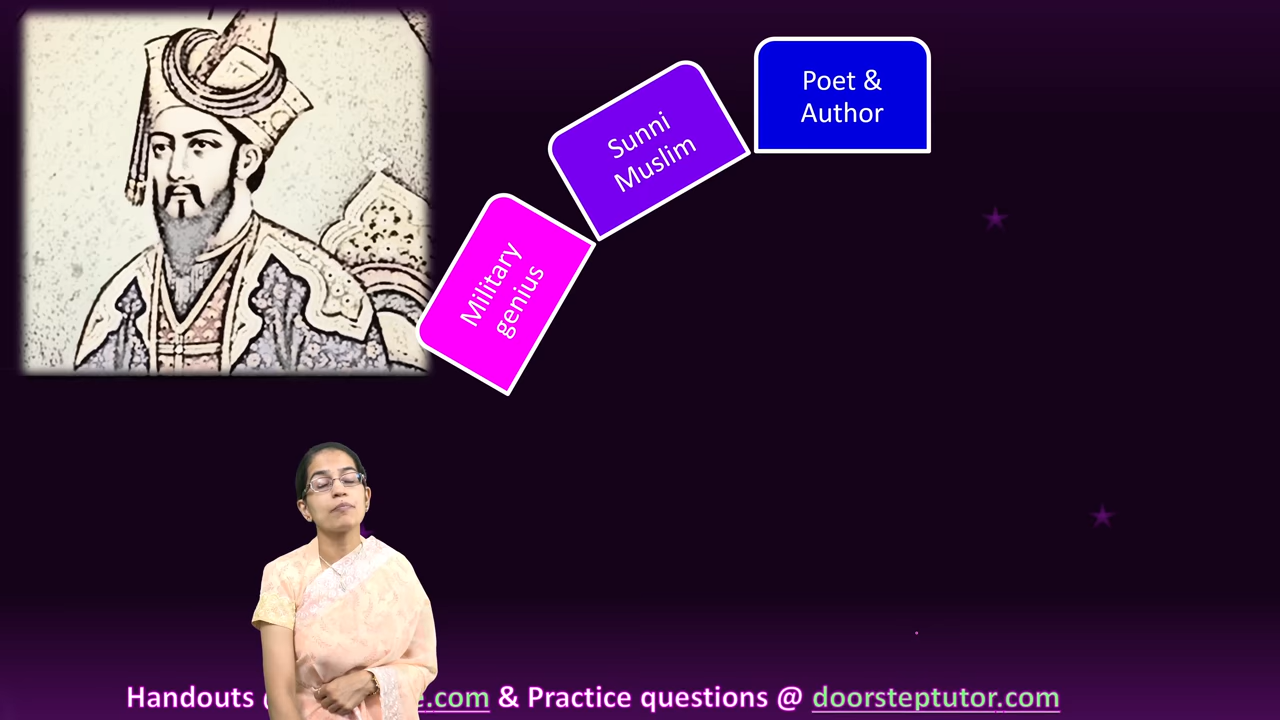 Military
genius
Sunni
Muslim
Poet &
Author
Handouts e.com & Practice questions @ doorsteptutor.com